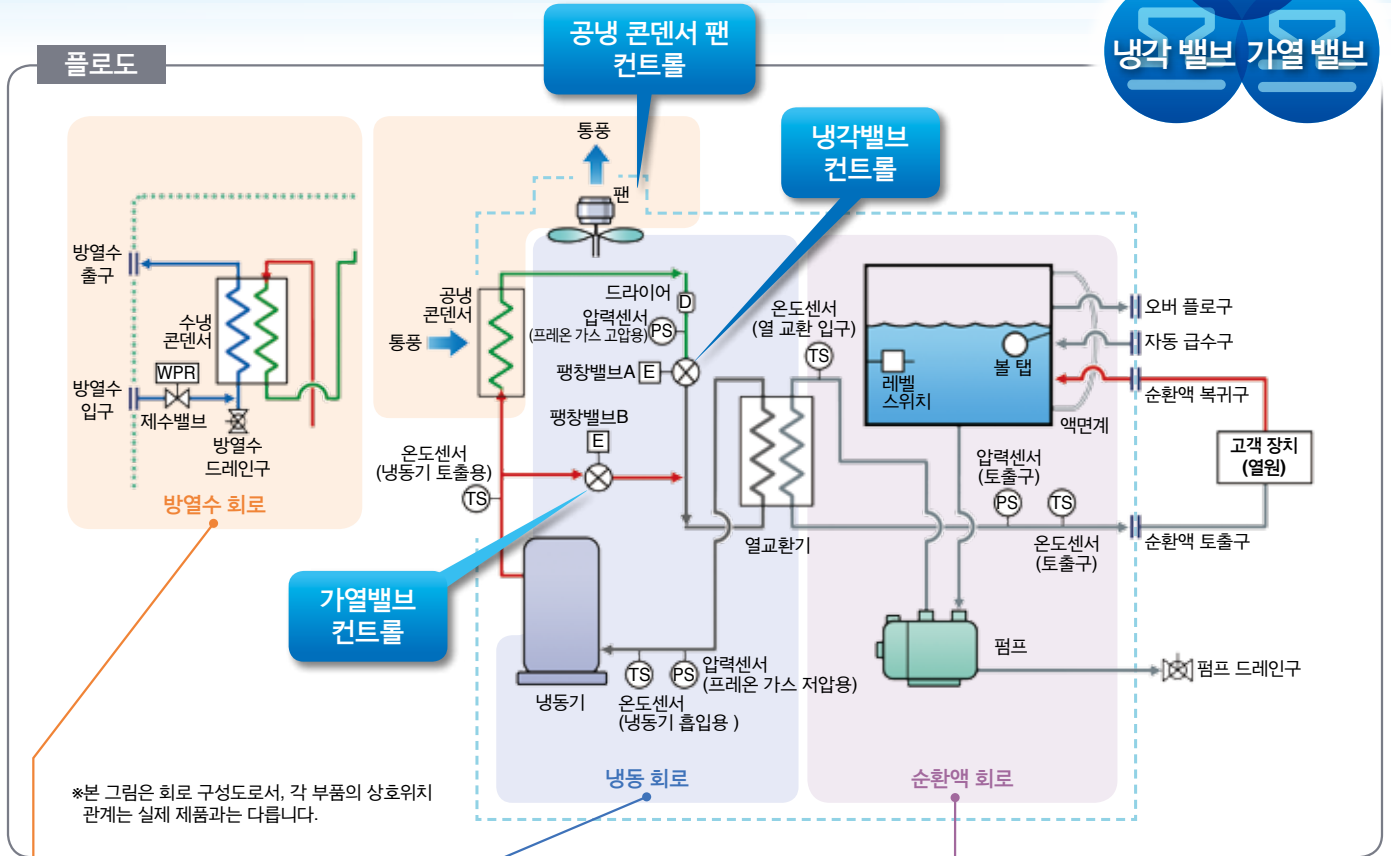 공냉 콘덴서 팬
컨트롤
냉각 밸브
가열 밸브
플로도
냉각밸브
컨트롤
통풍
팬
방열수
출구
수냉
콘덴서
WPR
방열수
입구
제수밸브
방열수
드레인구
방열수 회로
공냉
콘덴서
통풍
드라이어
D
압력센서
(프레온 가스 고압용)
PS
팽창밸브A
E
팽창밸브B
E
온도센서
(열 교환 입구)
TS
온도센서
(냉동기 토출용)
TS
열교환기
가열밸브
컨트롤
냉동기
TS
온도센서
(냉동기 흡입용 )
PS
압력센서
(프레온 가스 저압용)
냉동 회로
레벨
스위치
볼 탭
액면계
오버 플로구
자동 급수구
순환액 복귀구
고객 장치
(열원)
압력센서
(토출구)
PS
TS
온도센서
(토출구)
순환액 토출구
펌프
펌프 드레인구
순환액 회로
※본 그림은 회로 구성도로서, 각 부품의 상호위치
관계는 실제 제품과는 다릅니다.